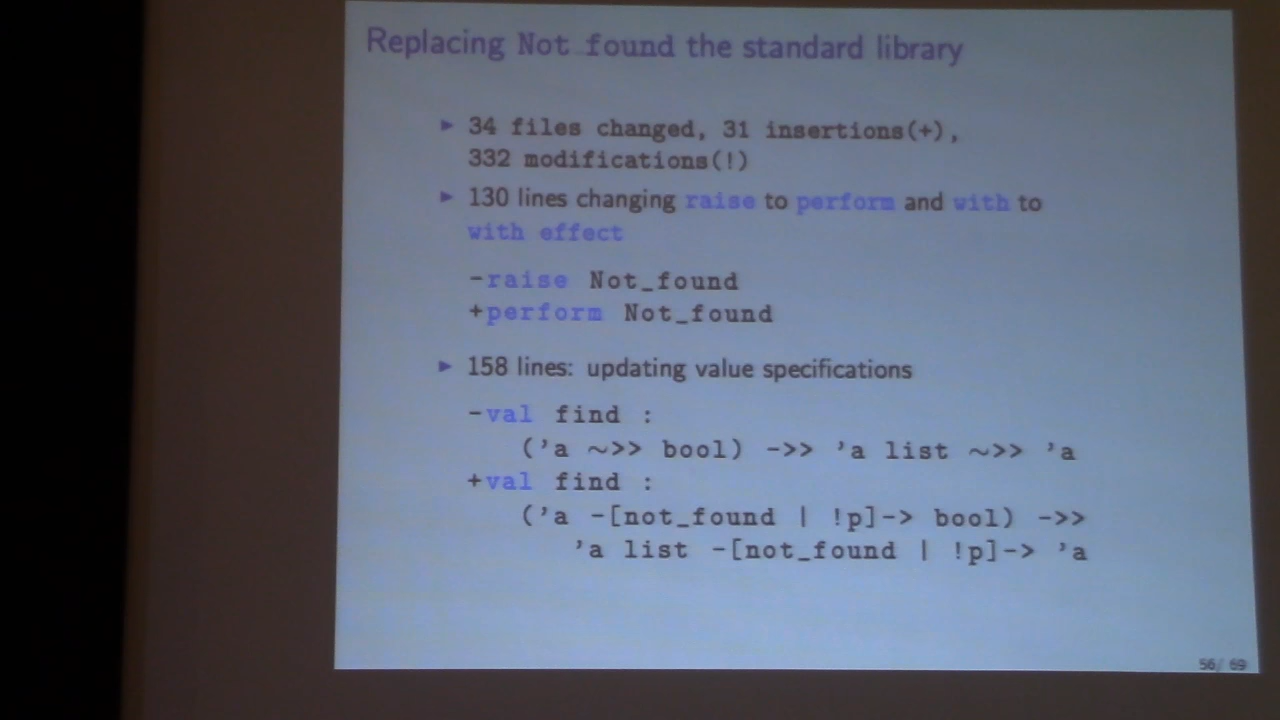 Replacing Not found the standard library
▶ 34 files changed, 31 insertions(+),
332 modifications(!)
▶ 130 lines changing raise to perform and with to
with effect
-raise Not_found
+perform Not_found
▶ 158 lines: updating value specifications
-val find :
('a ~>> bool) ->> 'a list ~>> 'a
+val find :
('a -[not_found | !p]-> bool) ->>
'a list -[not_found | !p]-> 'a
56/ 69